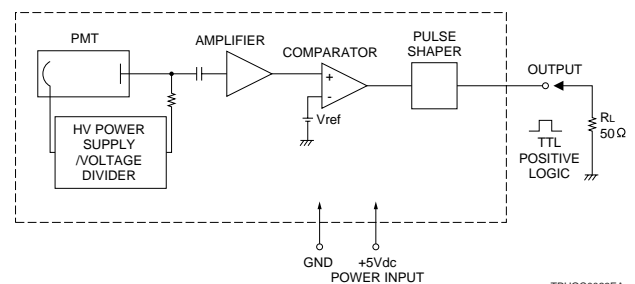 PMT
AMPLIFIER
COMPARATOR
PULSE
SHAPER
OUTPUT
+
-
Vref
HV POWER
SUPPLY
/VOLTAGE
DIVIDER
RL
50Ω
TTL
POSITIVE
LOGIC
GND
+5Vdc
POWER INPUT